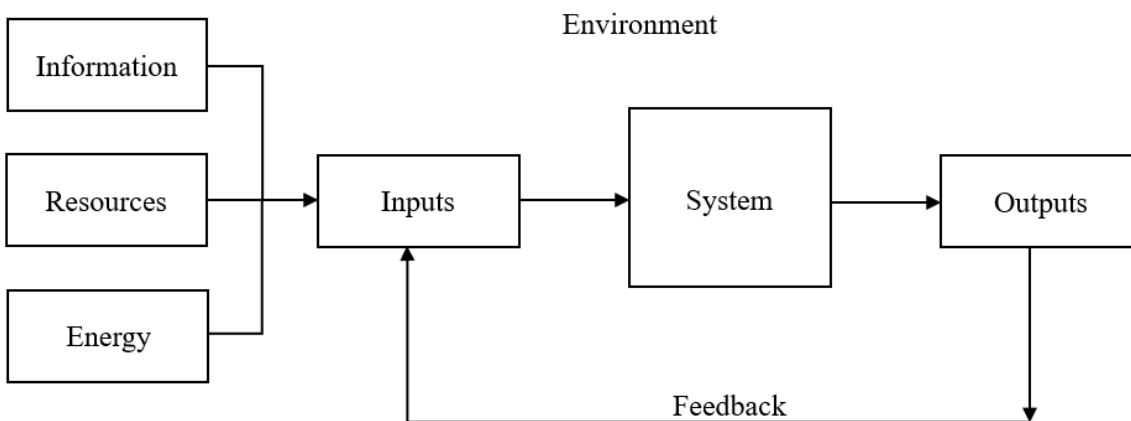 Environment
Information
Resources
Inputs
System
Outputs
Energy
Feedback